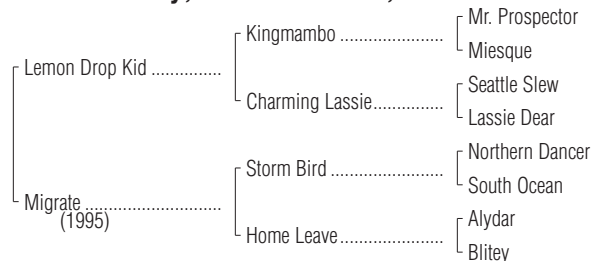 Kingmambo ..................... Mr. Prospector
Miesque
Lemon Drop Kid ..............
Charming Lassie.............. Seattle Slew
Lassie Dear
Storm Bird ....................... Northern Dancer
South Ocean
Migrate ...........................
(1995)
Home Leave..................... Alydar
Blitey